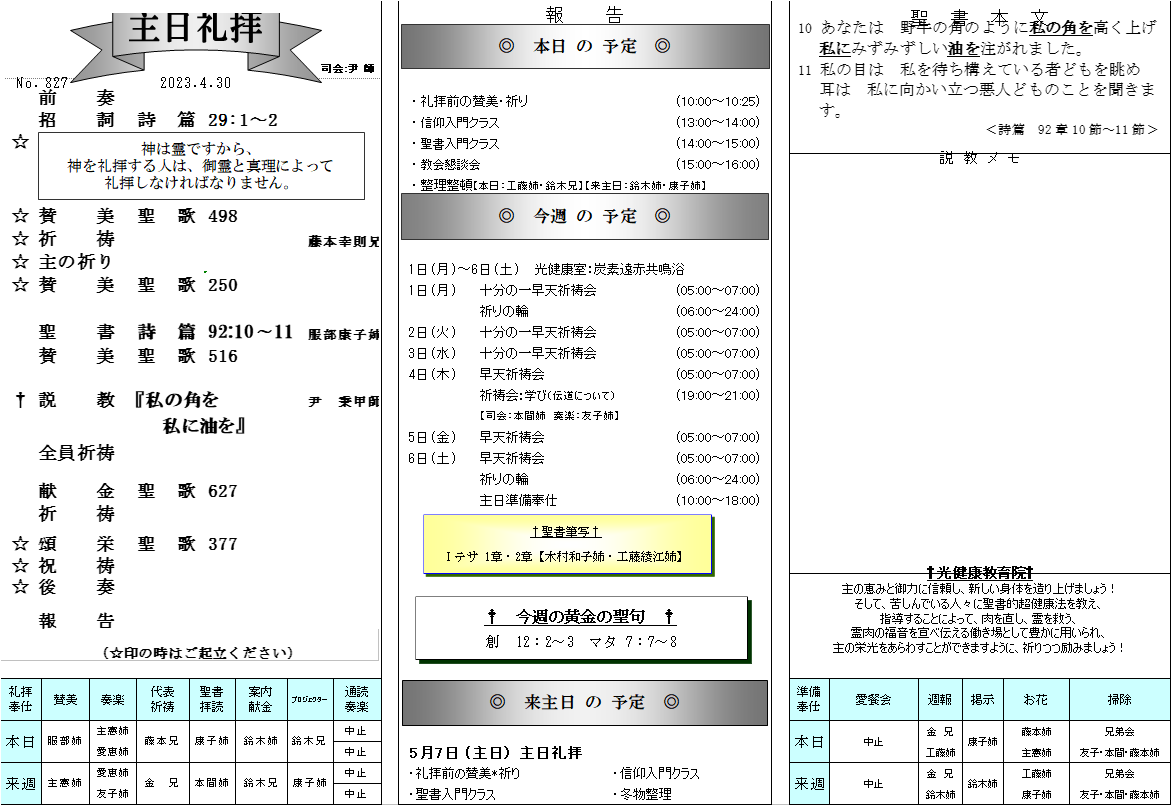 主日礼拝
司会:尹 師
No. 827 2023.4.30
前 奏
招 詞 詩 篇 29:1～2
☆
神は霊ですから、
神を礼拝する人は、御霊と真理によって
礼拝しなければなりません。
☆ 賛 美 聖 歌 498
☆ 祈 祷 藤本幸則兄
☆ 主の祈り
☆ 賛 美 聖 歌 250
聖 書 詩 篇 92:10～11 服部康子姉
賛 美 聖 歌 516
† 説 教 『私の角を 尹 秉甲師
私に油を』
全員祈祷
献 金 聖 歌 627
祈 祷
☆ 頌 栄 聖 歌 377
☆ 祝 祷
☆ 後 奏
報 告
(☆印の時はご起立ください)
礼拝奉仕 賛美 奏楽 代表祈祷 聖書拝読 案内献金 プロジェクター 通読奏楽
本日 服部姉 主憲姉 愛恵姉 藤本兄 康子姉 鈴木姉 鈴木兄 中止 中止
来週 主憲姉 愛恵姉 友子姉 金 兄 本間姉 鈴木兄 康子姉 中止 中止
報 告
◎ 本日 の 予定 ◎
・礼拝前の賛美・祈り (10:00～10:25)
・信仰入門クラス (13:00～14:00)
・聖書入門クラス (14:00～15:00)
・教会懇談会 (15:00～16:00)
・整理整頓【本日:工藤姉・鈴木兄】【来主日:鈴木姉・康子姉】
◎ 今週 の 予定 ◎
1日(月)～6日(土) 光健康室:炭素遠赤共鳴浴
1日(月) 十分の一早天祈祷会 (05:00～07:00)
祈りの輪 (06:00～24:00)
2日(火) 十分の一早天祈祷会 (05:00～07:00)
3日(水) 十分の一早天祈祷会 (05:00～07:00)
4日(木) 早天祈祷会 (05:00～07:00)
祈祷会:学び(伝道について) (19:00～21:00)
【司会:本間姉 奏楽:友子姉】
5日(金) 早天祈祷会 (05:00～07:00)
6日(土) 早天祈祷会 (05:00～07:00)
祈りの輪 (06:00～24:00)
主日準備奉仕 (10:00～18:00)
†聖書筆写†
Ⅰテサ 1章・2章【木村和子姉・工藤綾江姉】
† 今週の黄金の聖句 †
創 12:2～3 マタ 7:7～8
◎ 来主日 の 予定 ◎
5月7日(主日) 主日礼拝
・礼拝前の賛美*祈り ・信仰入門クラス
・聖書入門クラス ・冬物整理
聖 書 本 文
10 あなたは 野牛の角のように私の角を高く上げ
私にみずみずしい油を注がれました。
11 私の目は 私を待ち構えている者どもを眺め
耳は 私に向かい立つ悪人どものことを聞きま
す。
＜詩篇 92章10節～11節＞
説 教 メ モ
†光健康教育院†
主の恵みと御力に信頼し、新しい身体を造り上げましょう！
そして、苦しんでいる人々に聖書的超健康法を教え、
指導することによって、肉を直し、霊を救う、
霊肉の福音を宣べ伝える働き場として豊かに用いられ、
主の栄光をあらわすことができますように、祈りつつ励みましょう！
準備奉仕 愛餐会 週報 掲示 お花 掃除
本日 中止 金 兄 工藤姉 康子姉 藤本姉 主憲姉 兄弟会 友子・本間・藤本姉
来週 中止 金 兄 鈴木姉 鈴木姉 工藤姉 康子姉 兄弟会 友子・本間・藤本姉